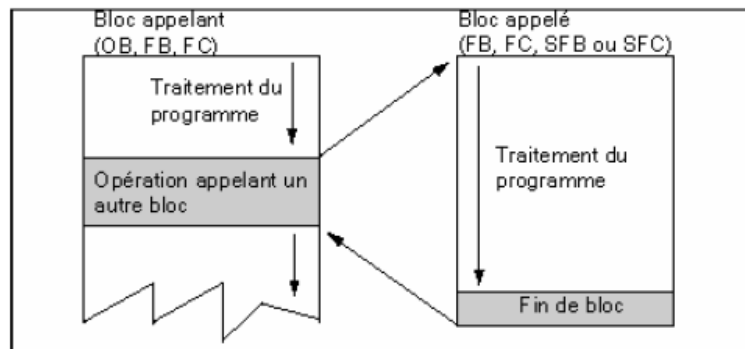 Bloc appelant
(OB, FB, FC)
Traitement du
programme
Opération appelant un
autre bloc
Bloc appelé
(FB, FC, SFB ou SFC)
Traitement du
programme
Fin de bloc